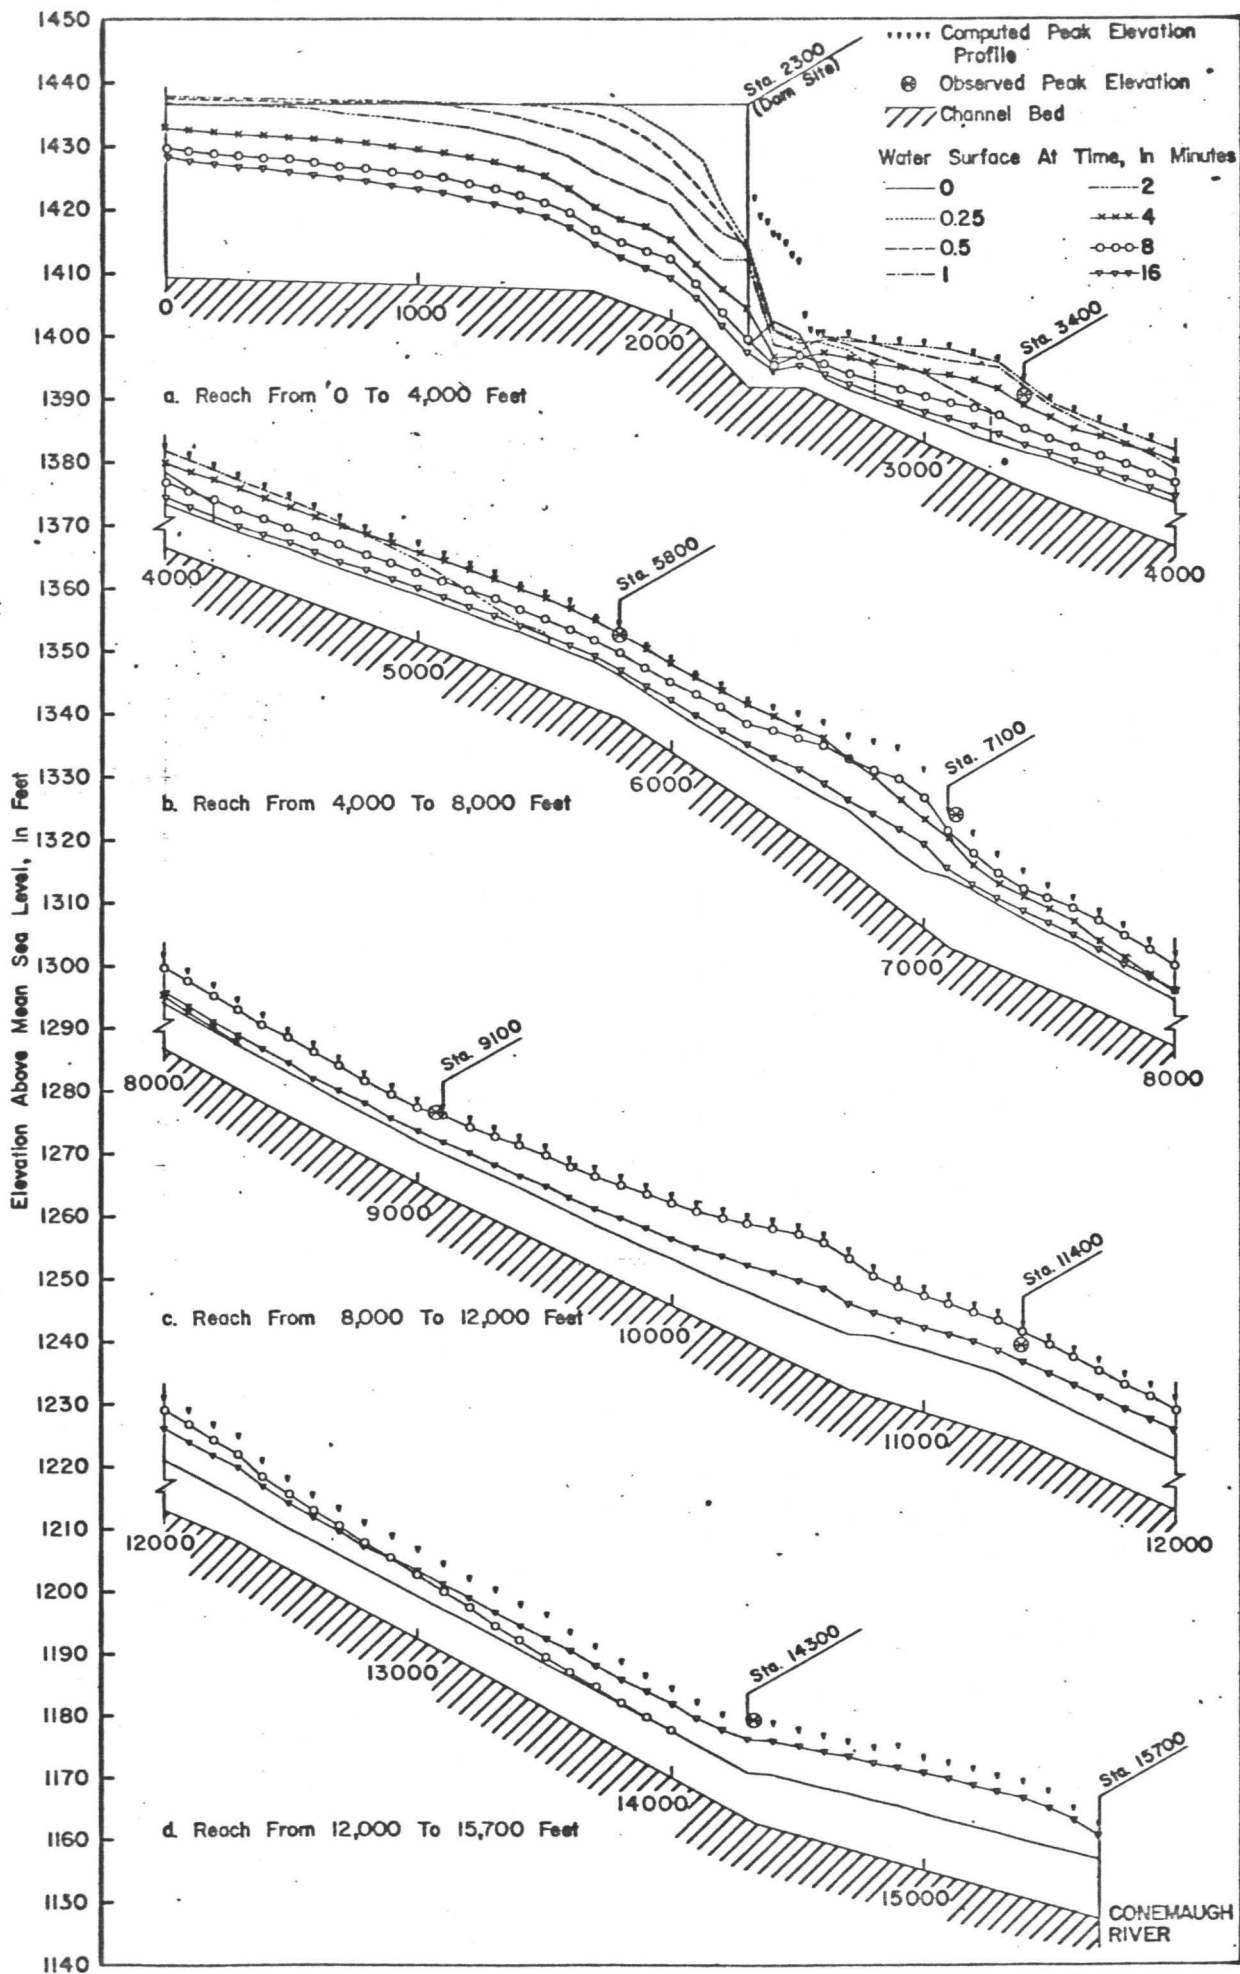 1450
1440
1430
1420
1410
1400
1390
1380
1370
1360
1350
1340
1330
1320
1310
1300
1290
1280
1270
1260
1250
1240
1230
1220
1210
1200
1190
1180
1170
1160
1150
1140
Elevation Above Mean Sea Level, In Feet
Computed Peak Elevation
Profile
Observed Peak Elevation
Channel Bed
Water Surface At Time, In Minutes
0
2
0.25
4
0.5
8
1
16
Sta. 2300
(Dam Site)
Sta. 3400
0
1000
2000
3000
4000
a. Reach From 0 To 4,000 Feet
Sta. 5800
Sta. 7100
4000
5000
6000
7000
8000
b. Reach From 4,000 To 8,000 Feet
Sta. 9100
Sta. 11400
8000
9000
10000
11000
12000
c. Reach From 8,000 To 12,000 Feet
Sta. 14300
Sta. 15700
12000
13000
14000
15000
d. Reach From 12,000 To 15,700 Feet
CONEMAUGH
RIVER